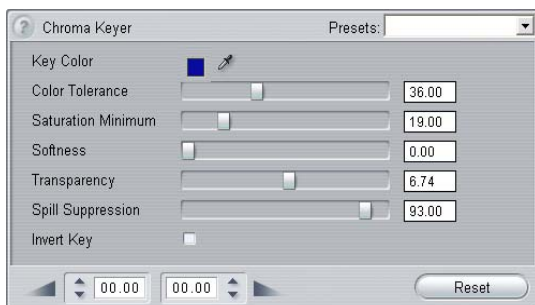 ? Chroma Keyer Presets:
Key Color
Color Tolerance 36.00
Saturation Minimum 19.00
Softness 0.00
Transparency 6.74
Spill Suppression 93.00
Invert Key
00.00 00.00 Reset